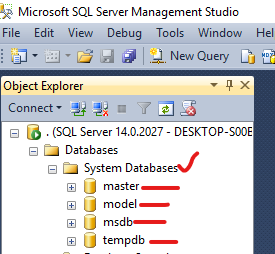 Microsoft SQL Server Management Studio
File Edit View Debug Tools Window
New Query
Object Explorer
Connect
. (SQL Server 14.0.2027 - DESKTOP-S00E
Databases
System Databases
master
model
msdb
tempdb